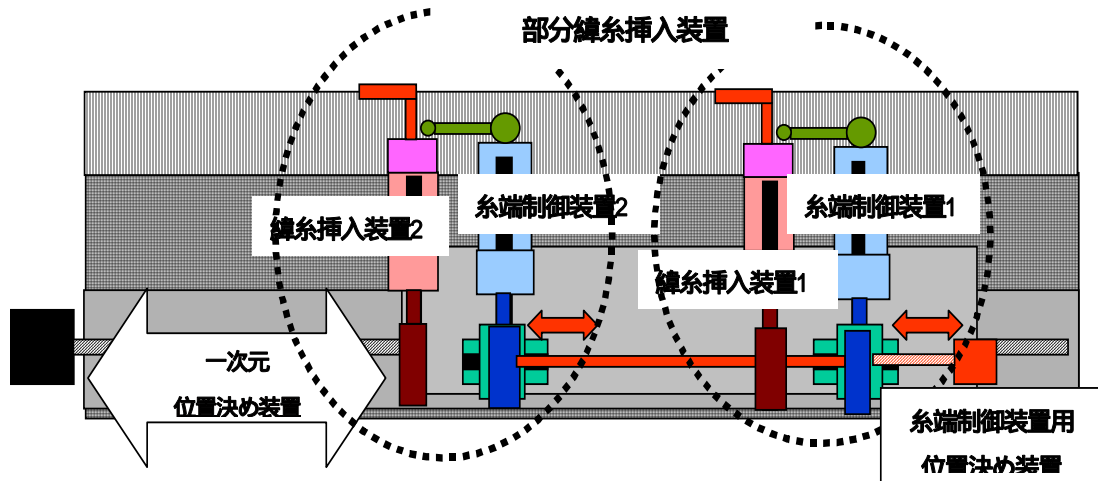 部分緯糸挿入装置
糸端制御装置2
糸端制御装置1
緯糸挿入装置2
緯糸挿入装置1
一次元
位置決め装置
糸端制御装置用
位置決め装置